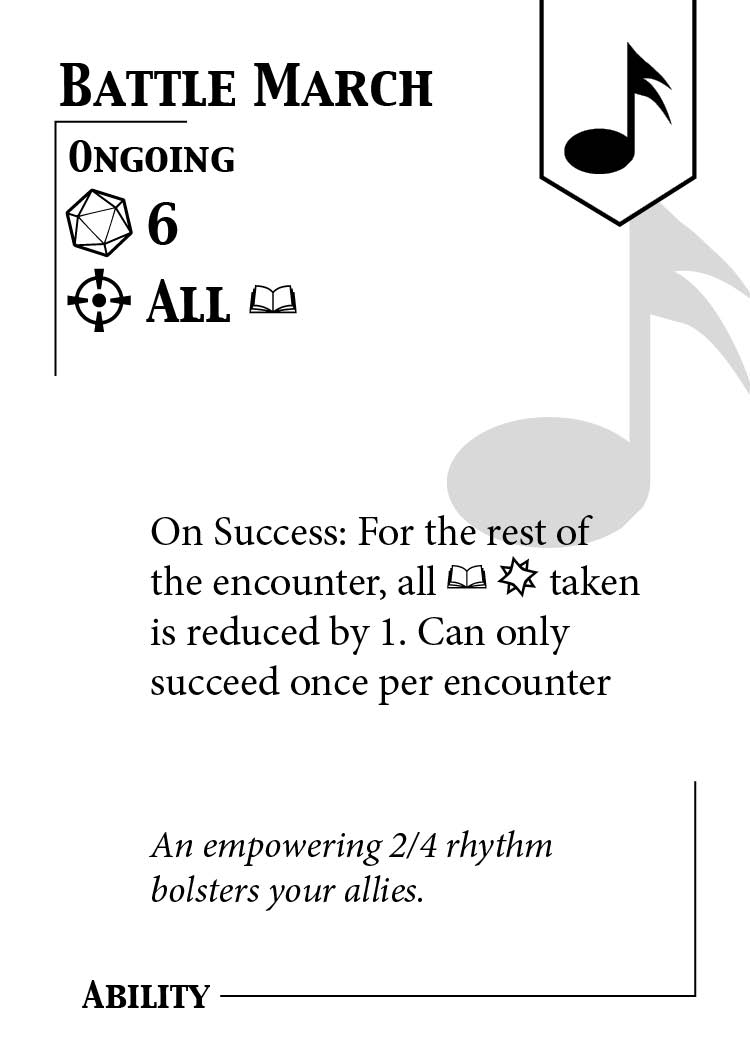 Battle March
Ongoing
6
All
On Success: For the rest of
the encounter, all taken
is reduced by 1. Can only
succeed once per encounter
An empowering 2/4 rhythm
bolsters your allies.
Ability